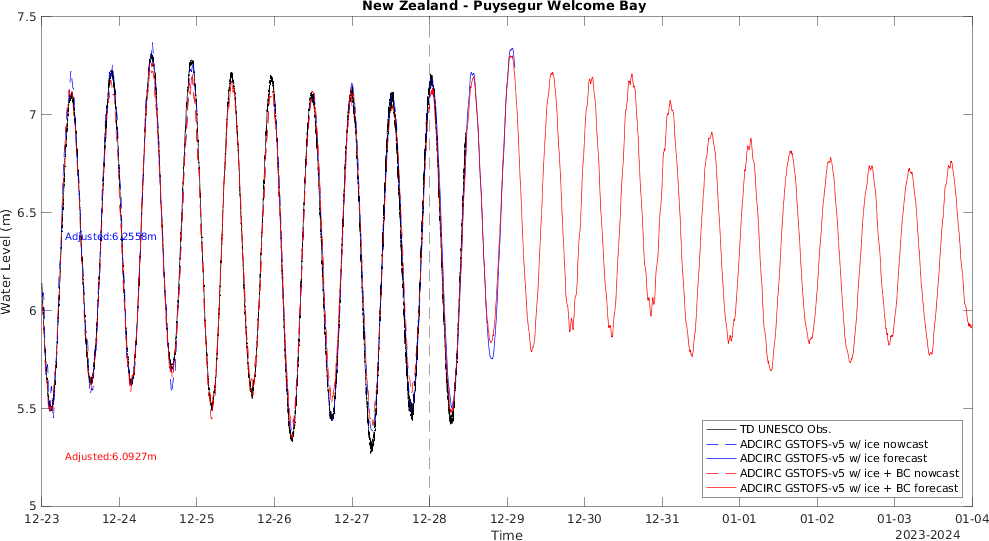 New Zealand - Puysegur Welcome Bay
7.5
7
6.5
6
5.5
5
Water Level (m)
Adjusted:6.2558m
Adjusted:6.0927m
TD UNESCO Obs.
ADCIRC GSTOFS-v5 w/ ice nowcast
ADCIRC GSTOFS-v5 w/ ice forecast
ADCIRC GSTOFS-v5 w/ ice + BC nowcast
ADCIRC GSTOFS-v5 w/ ice + BC forecast
12-23 12-24 12-25 12-26 12-27 12-28 12-29 12-30 12-31 01-01 01-02 01-03 01-04
Time
2023-2024